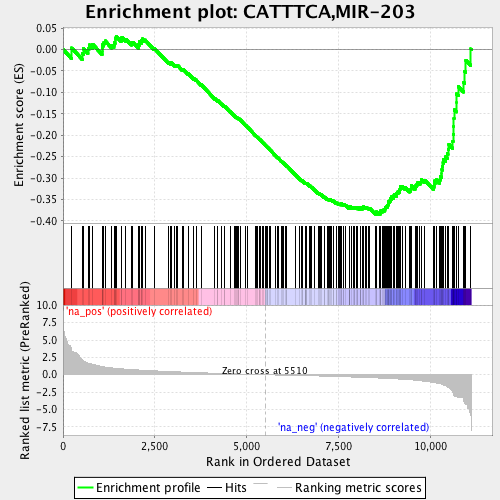 Enrichment plot: CATTTCA,MIR-203
Enrichment score (ES)
0.05
0.00
-0.05
-0.10
-0.15
-0.20
-0.25
-0.30
-0.35
-0.40
Ranked list metric (PreRanked)
10.0
7.5
5.0
2.5
0.0
-2.5
-5.0
-7.5
'na_pos' (positively correlated)
Zero cross at 5510
'na_neg' (negatively correlated)
0
2,500
5,000
7,500
10,000
Rank in Ordered Dataset
Enrichment profile
Hits
Ranking metric scores